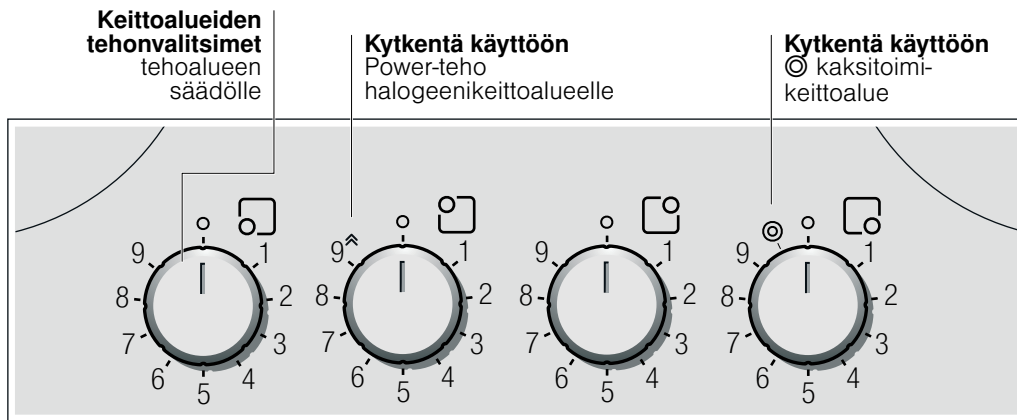 Keittoalueiden
tehonvalitsimet
tehoalueen
säädölle
Kytkentä käyttöön
Power-teho
halogeenikeittoalueelle
Kytkentä käyttöön
◎ kaksitoimi-
keittoalue
1 2 3 4 5 6 7 8 9
1 2 3 4 5 6 7 8 9
1 2 3 4 5 6 7 8 9
1 2 3 4 5 6 7 8 9